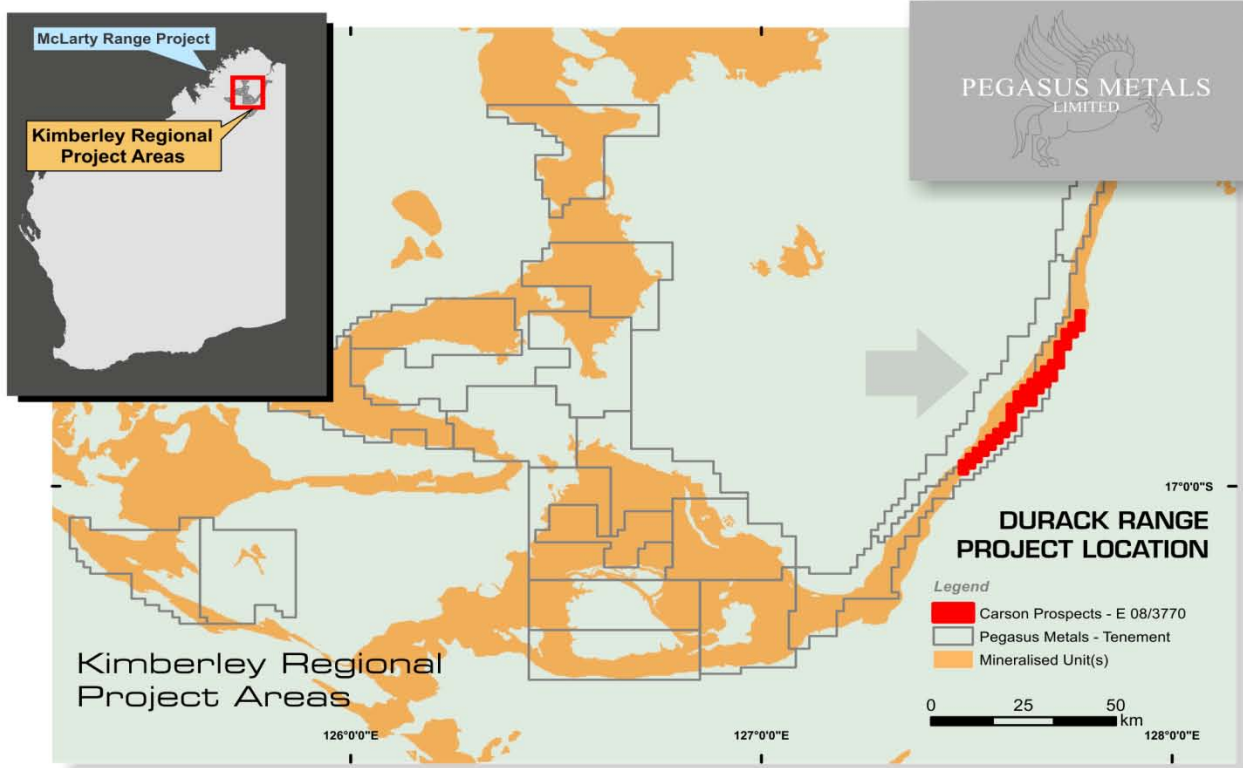 McLarty Range Project
Kimberley Regional
Project Areas
PEGASUS METALS
LIMITED
17°0'0"S
DURACK RANGE
PROJECT LOCATION
Legend
Carson Prospects - E 08/3770
Pegasus Metals - Tenement
Mineralised Unit(s)
0 25 50
km
Kimberley Regional
Project Areas
126°0'0"E
127°0'0"E
128°0'0"E